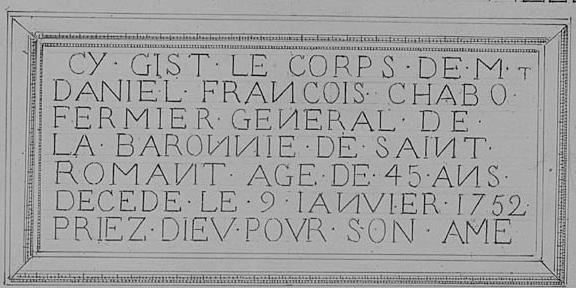 CY · GIST · LE CORPS · DE · M · T
DANIEL · FRANCOIS · CHABO ·
FERMIER · GENERAL · DE ·
LA · BARONNIE · DE · SAINT ·
ROMANT · AGE · DE · 45 · ANS ·
DECEDE · LE · 9 · IANVIER · 1752
PRIEZ · DIEV · POVR · SON · AME